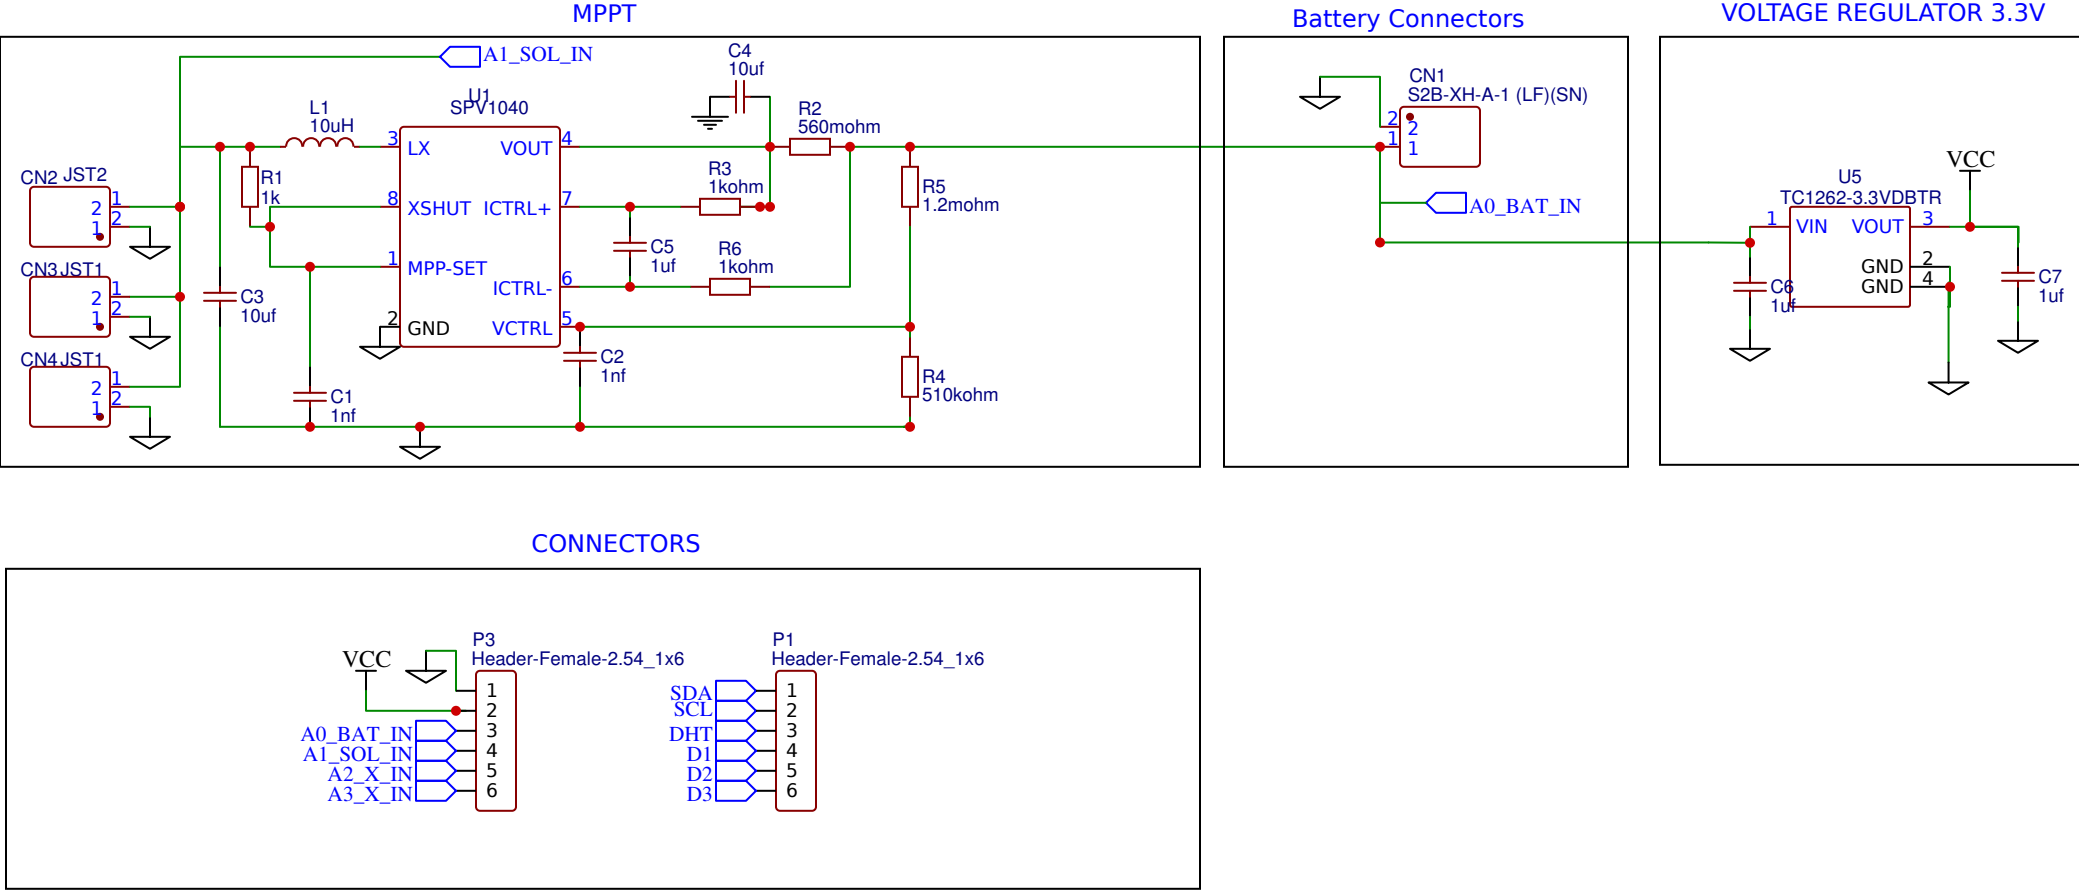 MPPT
A1_SOL_IN
C4
10uf
L1
10uH
U1
SPV1040
R2
560mohm
3
LX
VOUT
4
R1
1k
R3
1kohm
8
XSHUT
ICTRL+
7
R5
1.2mohm
CN2
JST2
1
2
2
1
C5
1uf
R6
1kohm
1
MPP-SET
6
ICTRL-
CN3
JST1
1
2
2
1
C3
10uf
2
GND
VCTRL
5
C2
1nf
CN4
JST1
1
2
2
1
C1
1nf
R4
510kohm
Battery Connectors
CN1
S2B-XH-A-1 (LF)(SN)
2
2
1
1
A0_BAT_IN
VOLTAGE REGULATOR 3.3V
VCC
U5
TC1262-3.3VDBTR
1
VIN
VOUT
3
GND
2
GND
4
C6
1uf
C7
1uf
CONNECTORS
P3
Header-Female-2.54_1x6
VCC
1
2
A0_BAT_IN
3
A1_SOL_IN
4
A2_X_IN
5
A3_X_IN
6
P1
Header-Female-2.54_1x6
SDA
1
SCL
2
DHT
3
D1
4
D2
5
D3
6